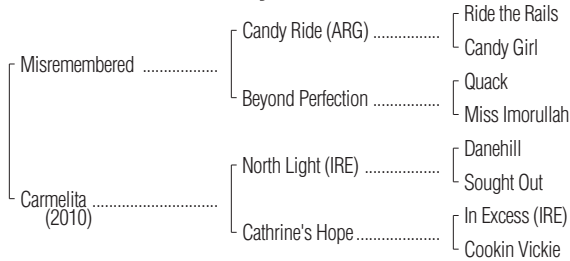 Ride the Rails
Candy Ride (ARG) ................
Candy Girl
Misremembered ..................
Quack
Beyond Perfection ................
Miss Imorullah
Danehill
North Light (IRE) ..................
Sought Out
Carmelita ..............................
(2010)
In Excess (IRE)
Cathrine's Hope ....................
Cookin Vickie